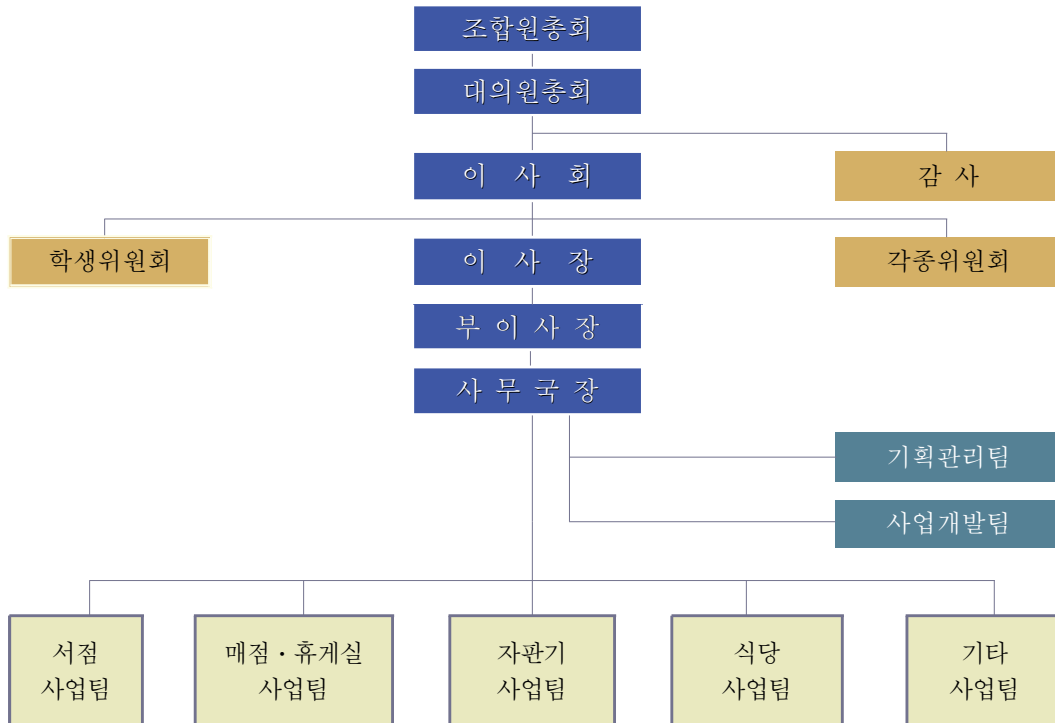 조합원총회
대의원총회
이 사 회
감 사
학생위원회
이 사 장
각종위원회
부 이 사 장
사 무 국 장
기획관리팀
사업개발팀
서점
사업팀
매점·휴게실
사업팀
자판기
사업팀
식당
사업팀
기타
사업팀